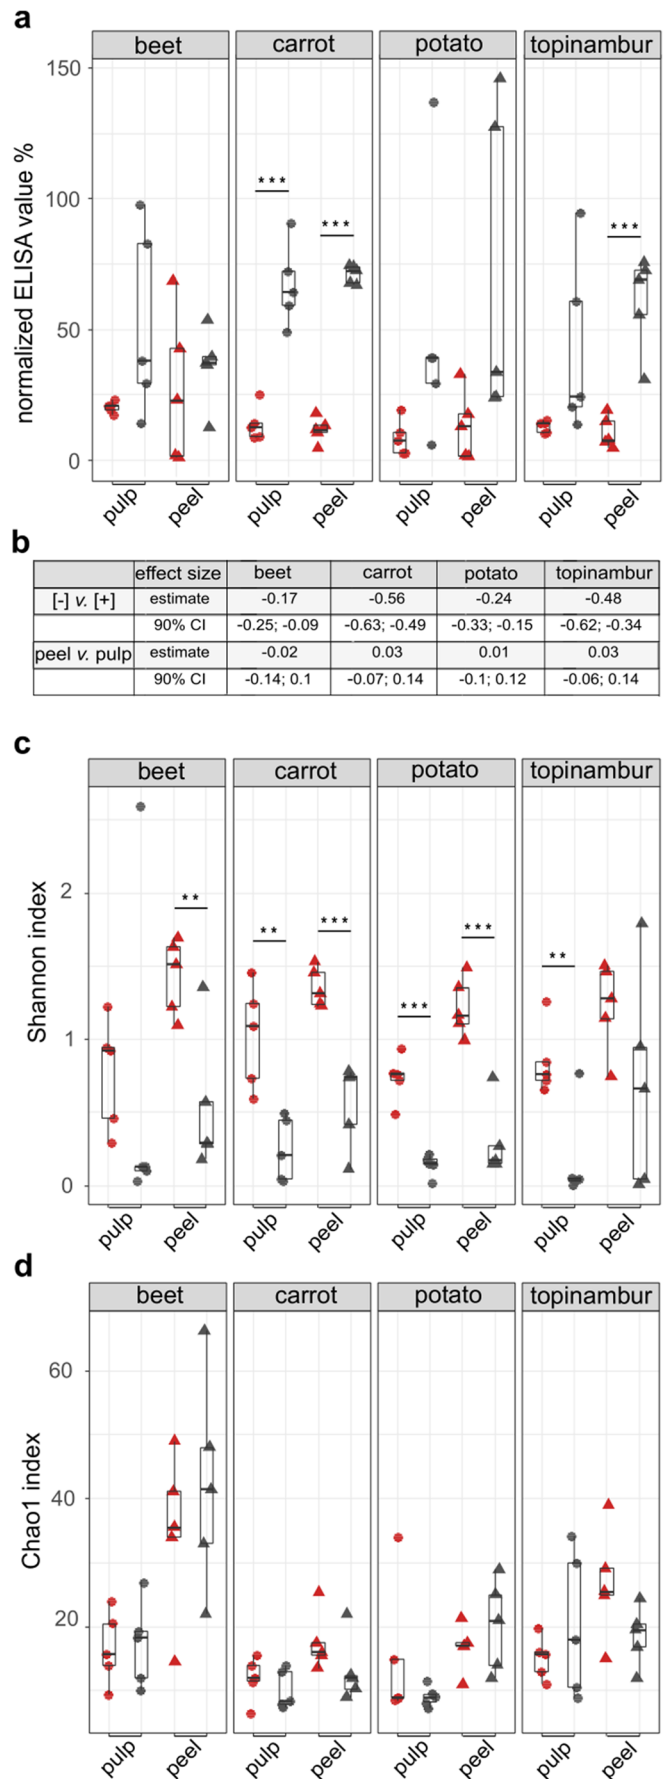 a
beet carrot potato topinambur
normalized ELISA value %
150
100
50
0
*** *** ***
pulp peel pulp peel pulp peel pulp peel
b
effect size beet carrot potato topinambur
[-] v. [+] estimate -0.17 -0.56 -0.24 -0.48
90% CI -0.25; -0.09 -0.63; -0.49 -0.33; -0.15 -0.62; -0.34
peel v. pulp estimate -0.02 0.03 0.01 0.03
90% CI -0.14; 0.1 -0.07; 0.14 -0.1; 0.12 -0.06; 0.14
c
beet carrot potato topinambur
Shannon index
2
1
0
** ** *** *** *** **
pulp peel pulp peel pulp peel pulp peel
d
beet carrot potato topinambur
Chao1 index
60
40
20
pulp peel pulp peel pulp peel pulp peel